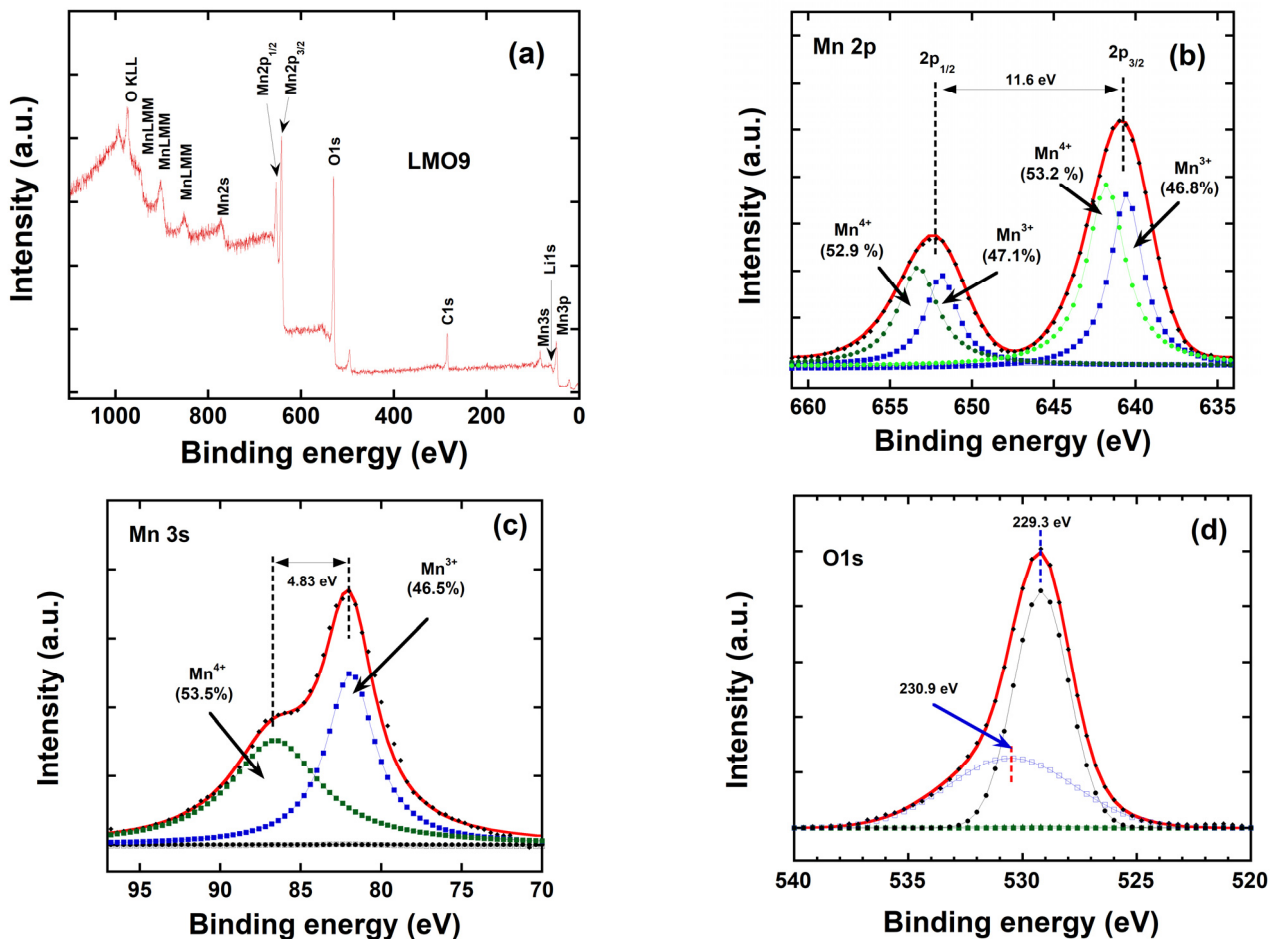 (a)
O KLL
MnLMM
MnLMM
MnLMM
Mn2s
Mn2p1/2
Mn2p3/2
O1s
LMO9
C1s
Mn3s
Li1s
Mn3p
Intensity (a.u.)
1000 800 600 400 200 0
Binding energy (eV)
Mn 2p
(b)
2p1/2
2p3/2
11.6 eV
Mn4+
(53.2 %)
Mn3+
(46.8%)
Mn4+
(52.9 %)
Mn3+
(47.1%)
Intensity (a.u.)
660 655 650 645 640 635
Binding energy (eV)
Mn 3s
(c)
4.83 eV
Mn3+
(46.5%)
Mn4+
(53.5%)
Intensity (a.u.)
95 90 85 80 75 70
Binding energy (eV)
229.3 eV
(d)
O1s
230.9 eV
Intensity (a.u.)
540 535 530 525 520
Binding energy (eV)